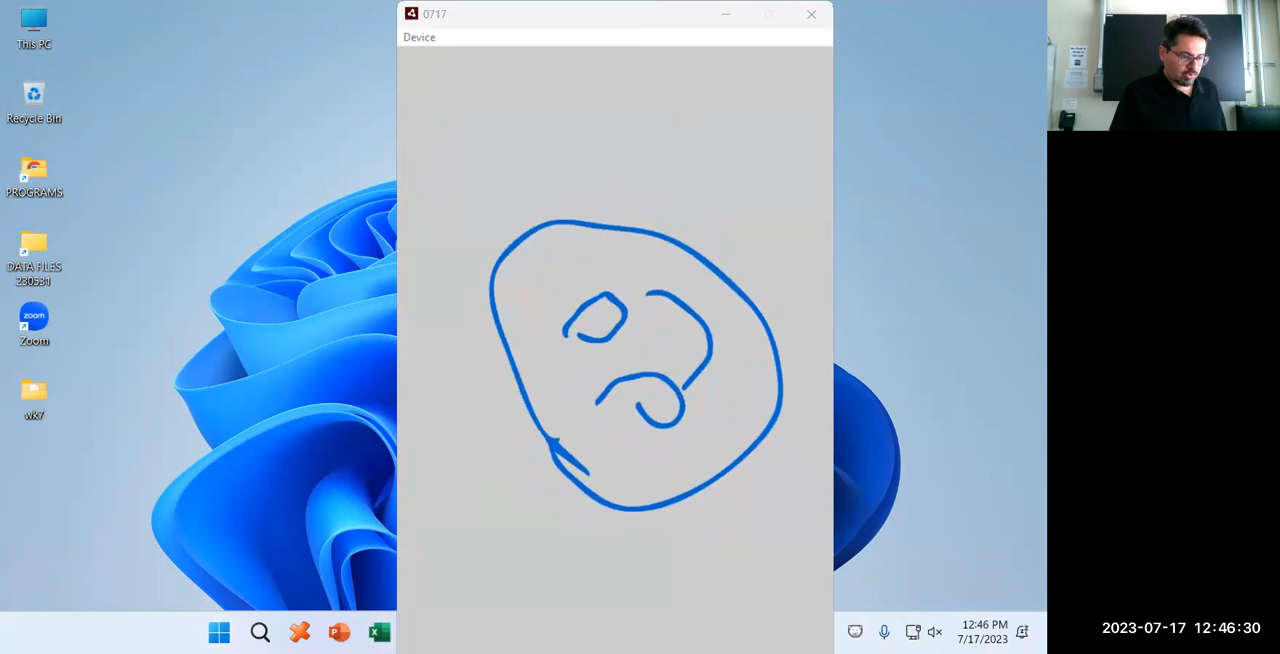 0717
Device
This PC
Recycle Bin
PROGRAMS
DATA FILES
230531
zoom
Zoom
wk7
12:46 PM
7/17/2023
2023-07-17 12:46:30